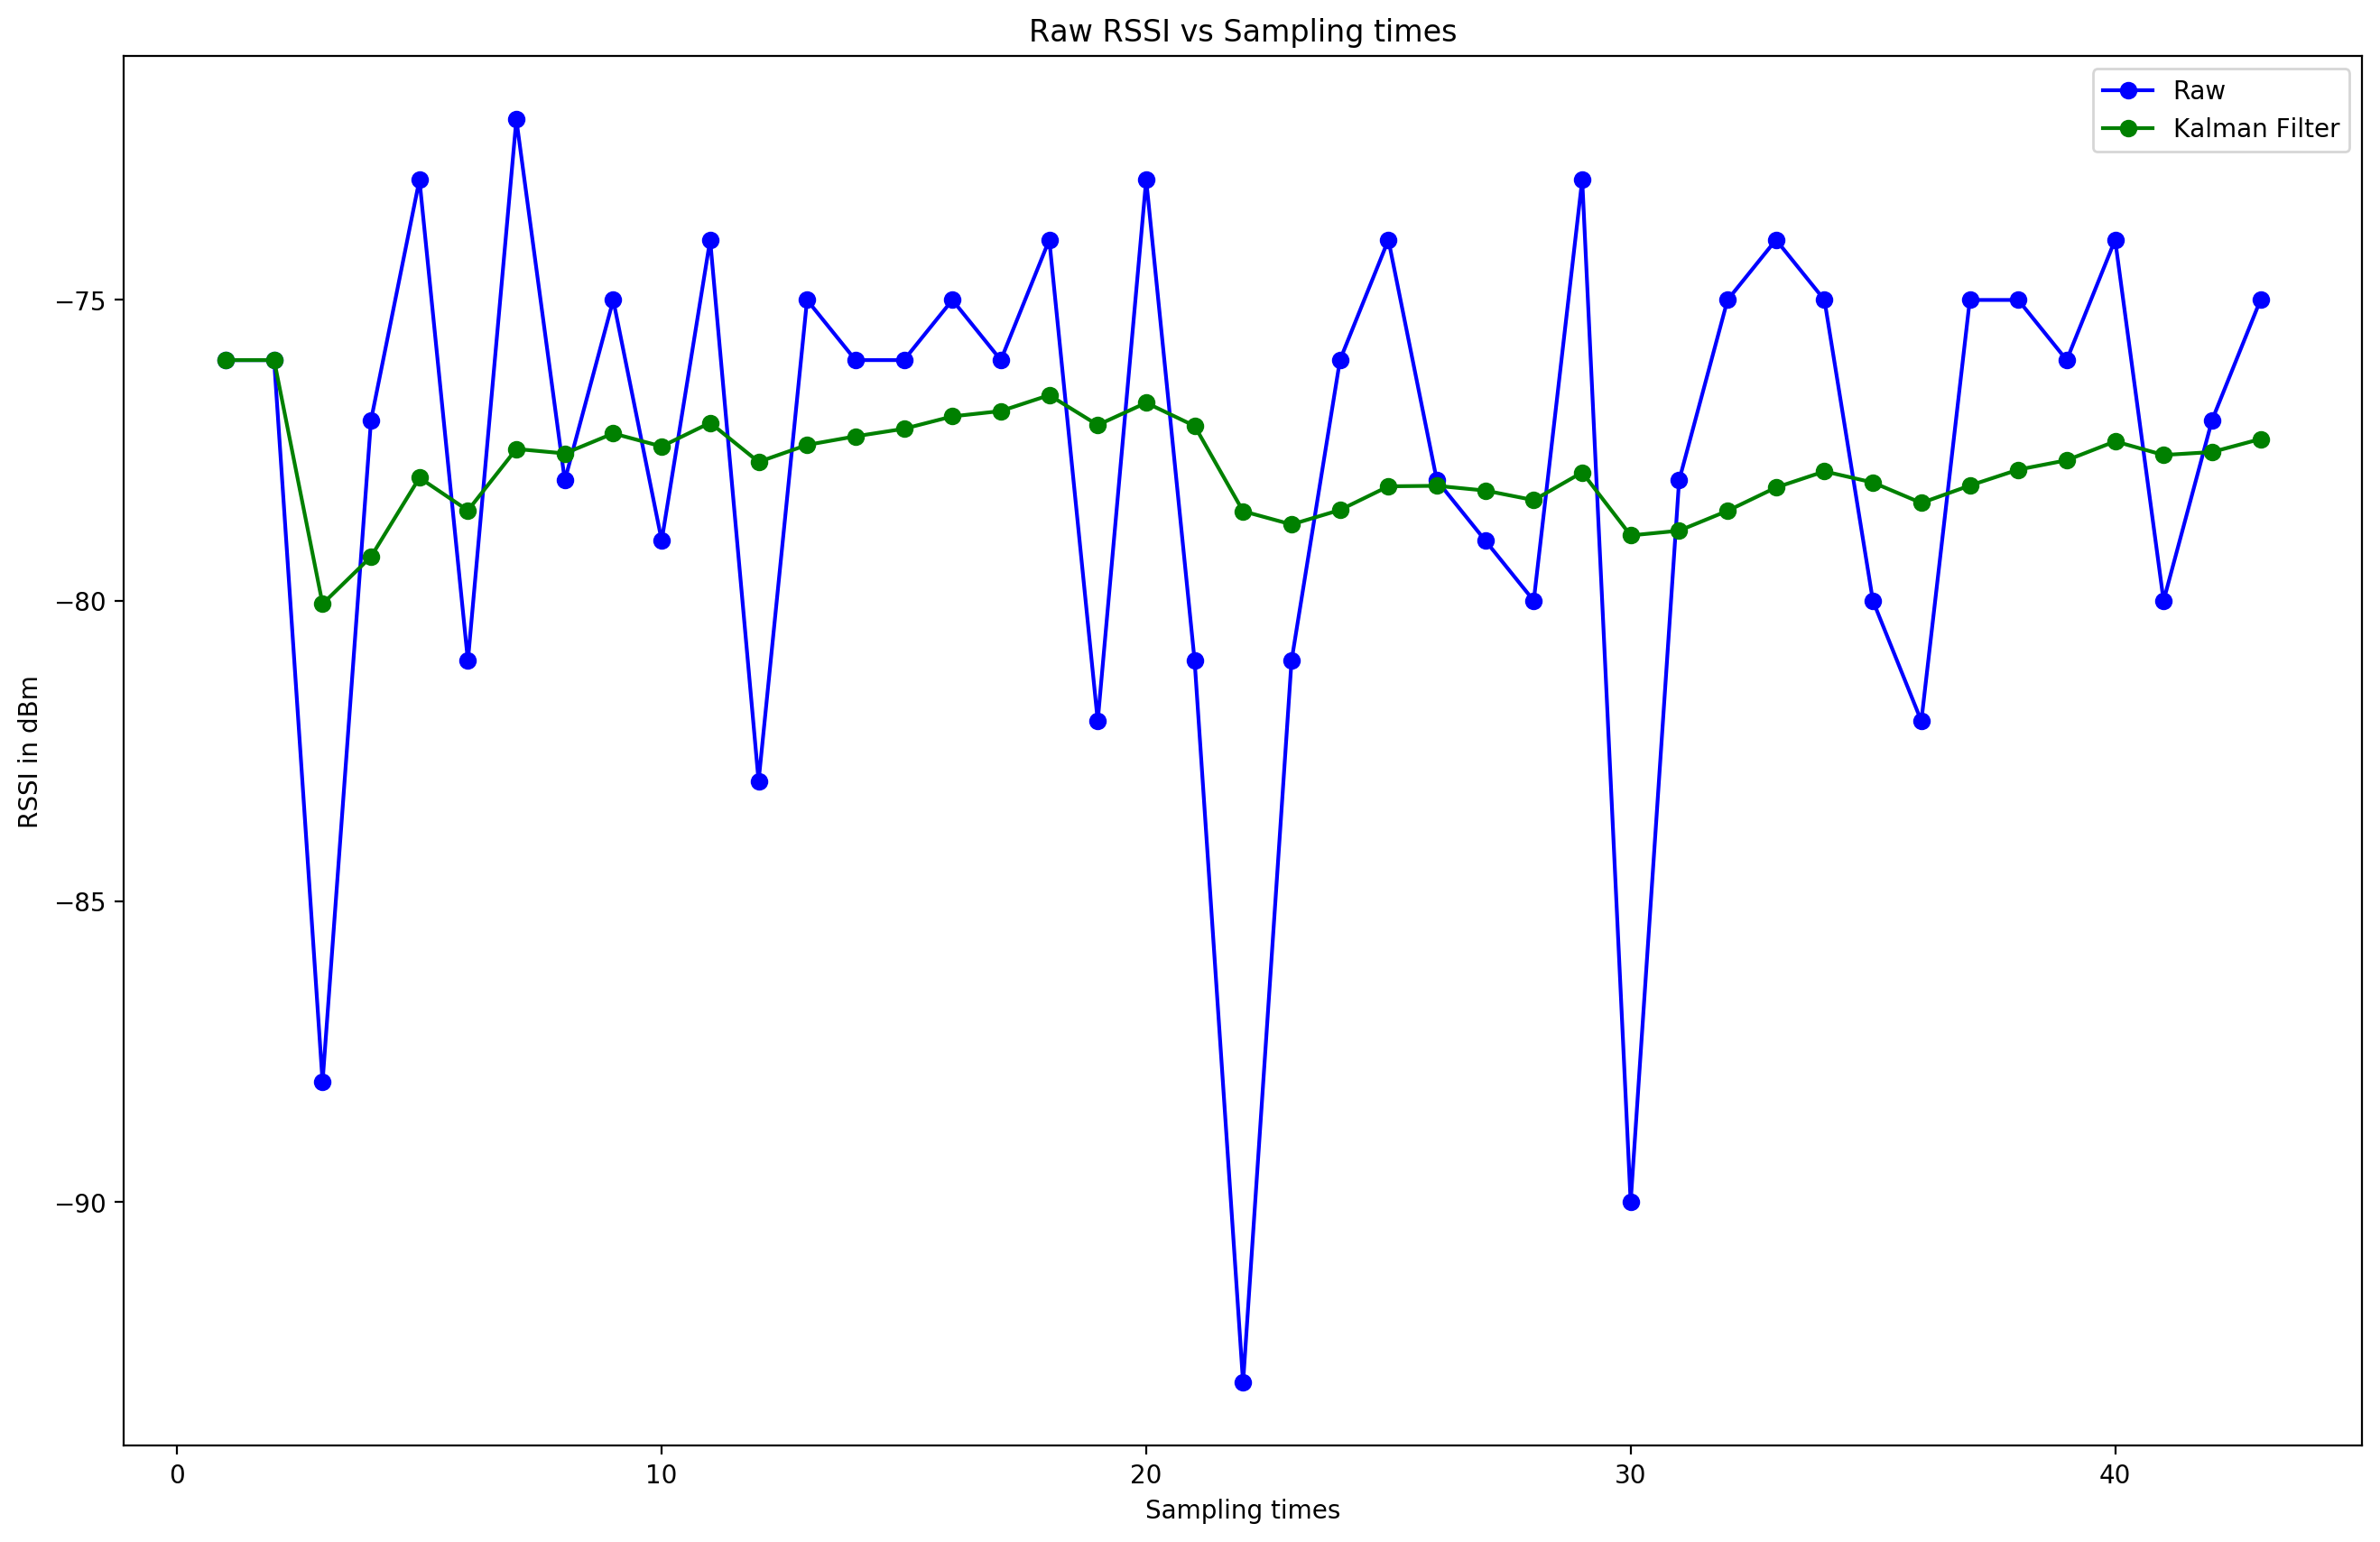 Raw RSSI vs Sampling times
Raw
Kalman Filter
−75
−80
−85
−90
RSSI in dBm
0 10 20 30 40
Sampling times